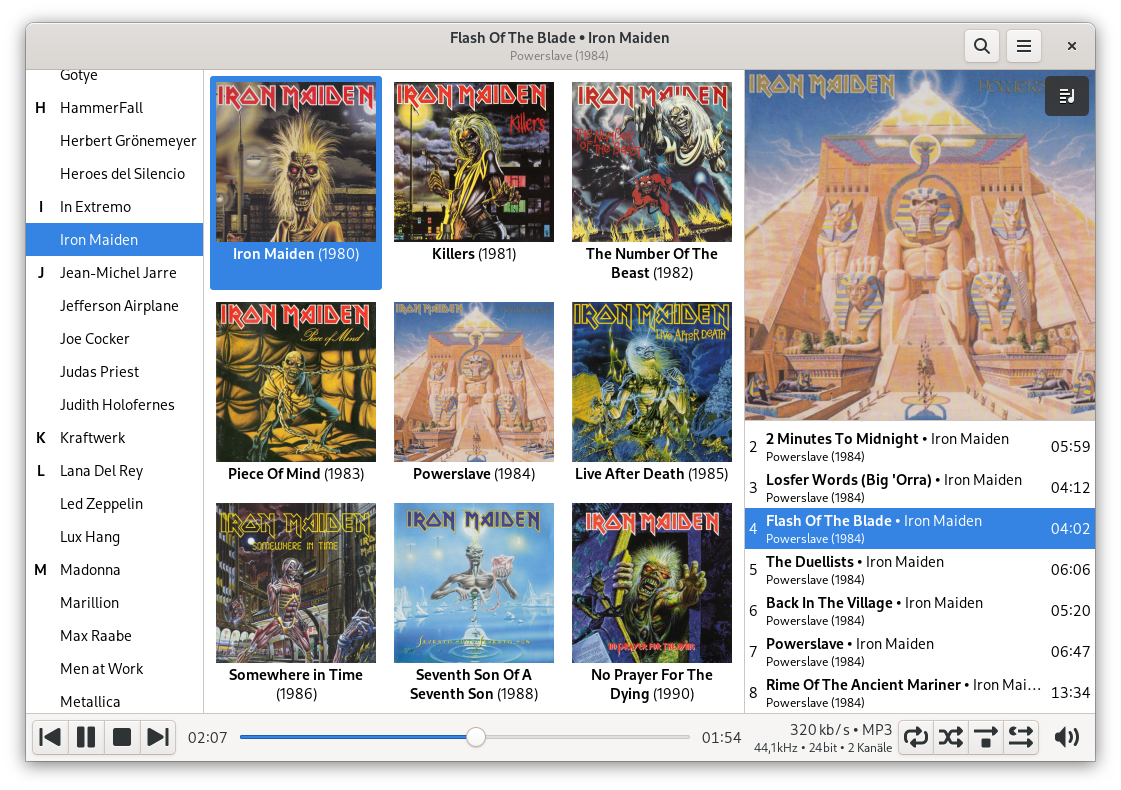 Flash Of The Blade • Iron Maiden
Powerslave (1984)
Gotye
H HammerFall
Herbert Grönemeyer
Heroes del Silencio
I In Extremo
Iron Maiden
J Jean-Michel Jarre
Jefferson Airplane
Joe Cocker
Judas Priest
Judith Holofernes
K Kraftwerk
L Lana Del Rey
Led Zeppelin
Lux Hang
M Madonna
Marillion
Max Raabe
Men at Work
Metallica
IRON MAIDEN
Iron Maiden (1980)
IRON MAIDEN
Killers
Killers (1981)
IRON MAIDEN
The Number
of the Beast
The Number Of The
Beast (1982)
IRON MAIDEN
Piece of Mind
Piece Of Mind (1983)
IRON MAIDEN
Powerslave (1984)
IRON MAIDEN
LIVE AFTER DEATH
Live After Death (1985)
IRON MAIDEN
SOMEWHERE IN TIME
Somewhere in Time
(1986)
IRON MAIDEN
SEVENTH SON OF A SEVENTH SON
Seventh Son Of A
Seventh Son (1988)
IRON MAIDEN
NO PRAYER FOR THE DYING
No Prayer For The
Dying (1990)
IRON MAIDEN
2 2 Minutes To Midnight • Iron Maiden 05:59
Powerslave (1984)
3 Losfer Words (Big 'Orra) • Iron Maiden 04:12
Powerslave (1984)
4 Flash Of The Blade • Iron Maiden 04:02
Powerslave (1984)
5 The Duellists • Iron Maiden 06:06
Powerslave (1984)
6 Back In The Village • Iron Maiden 05:20
Powerslave (1984)
7 Powerslave • Iron Maiden 06:47
Powerslave (1984)
8 Rime Of The Ancient Mariner • Iron Mai… 13:34
Powerslave (1984)
02:07
01:54
320 kb/s • MP3
44,1 kHz • 24 bit • 2 Kanäle